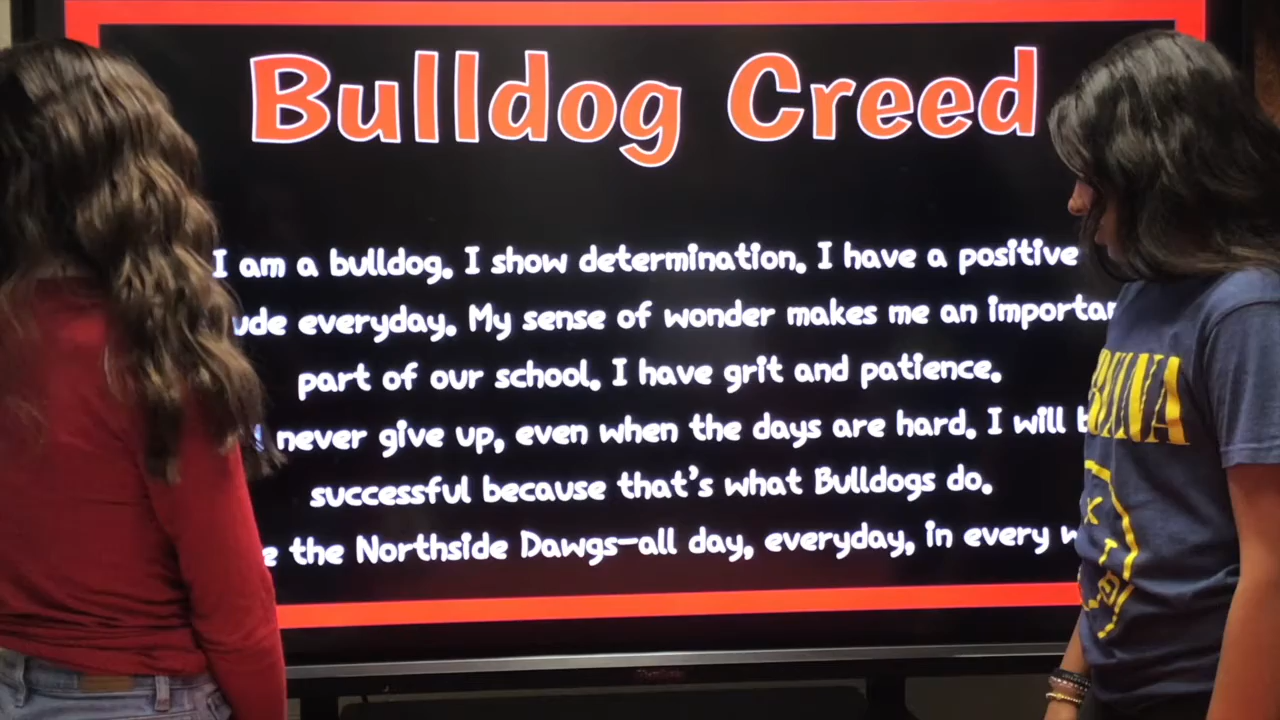 Bulldog Creed
I am a bulldog. I show determination. I have a positive
everyday. My sense of wonder makes me an
part of our school. I have grit and patience.
never give up, even when the days are hard. I will
successful because that's what Bulldogs do.
the Northside Dawgs—all day, everyday, in every